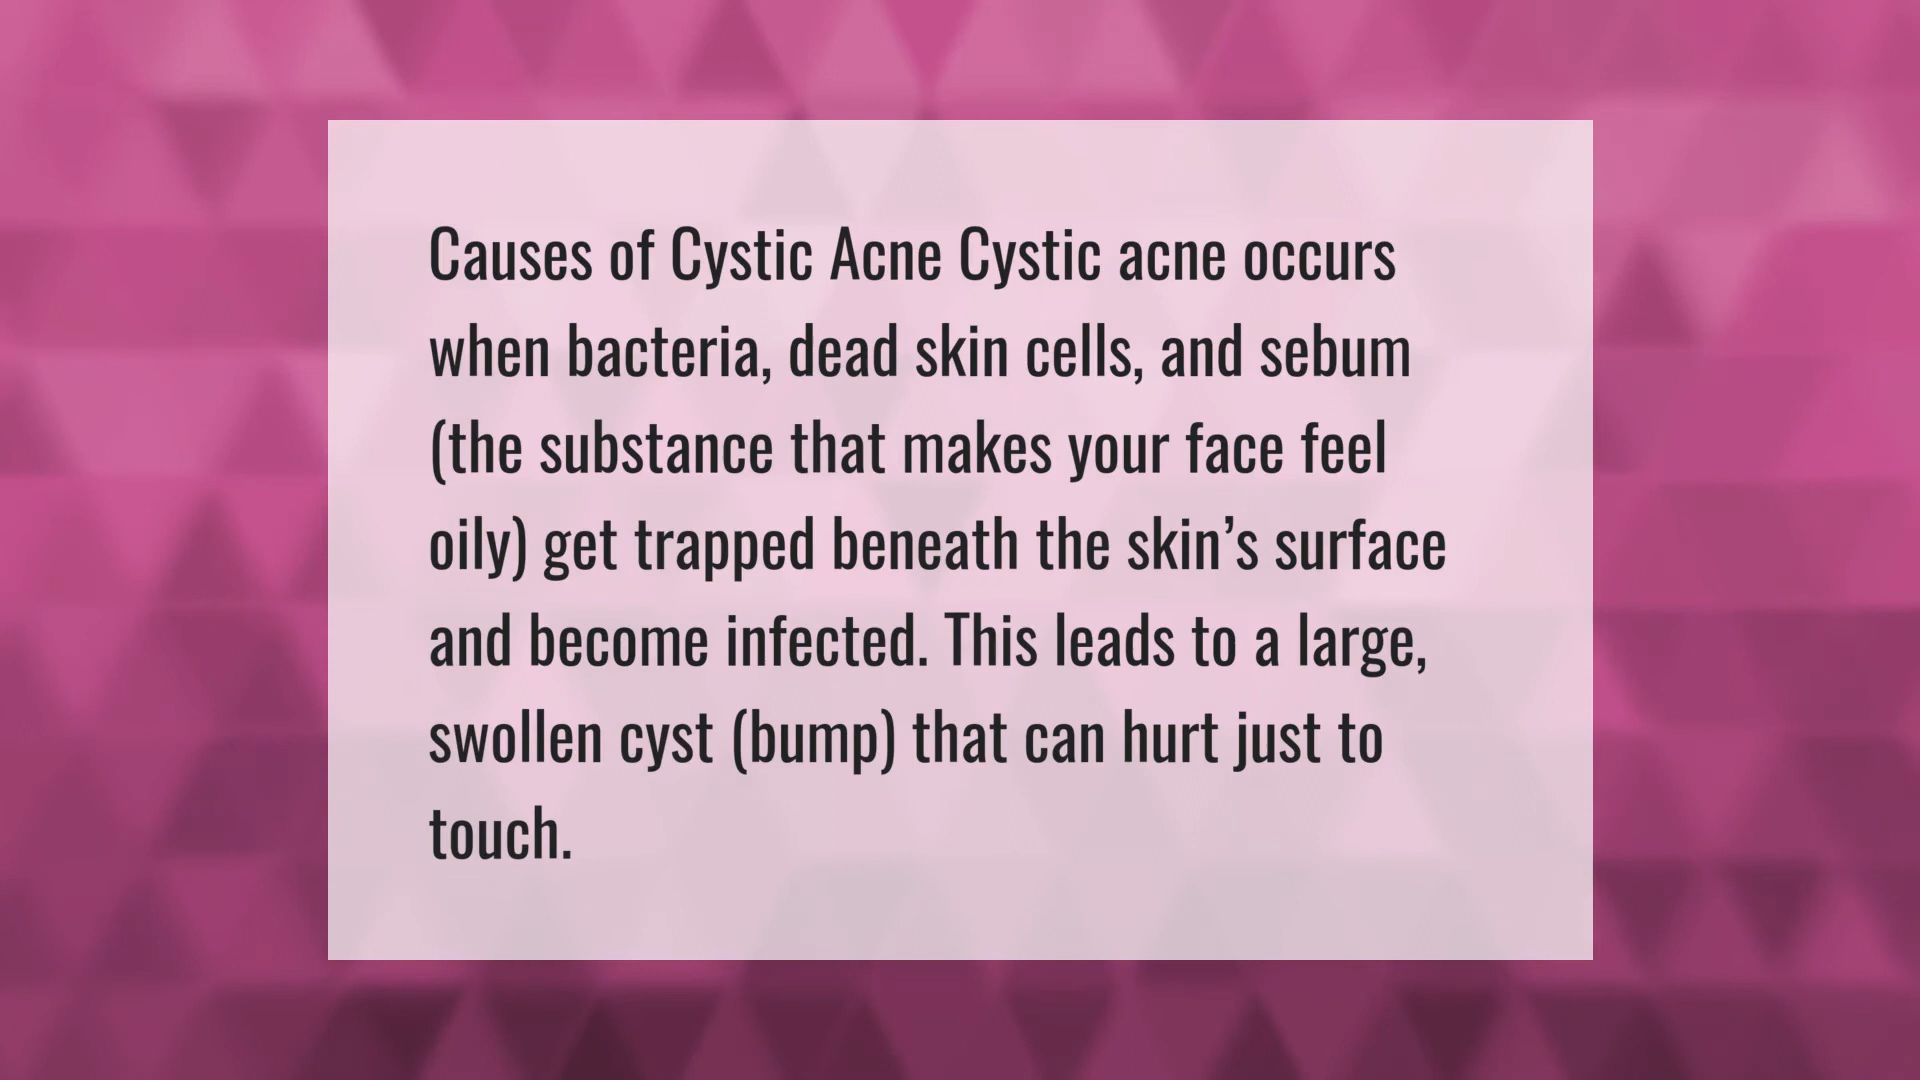 Causes of Cystic Acne Cystic acne occurs
when bacteria, dead skin cells, and sebum
(the substance that makes your face feel
oily) get trapped beneath the skin’s surface
and become infected. This leads to a large,
swollen cyst (bump) that can hurt just to
touch.